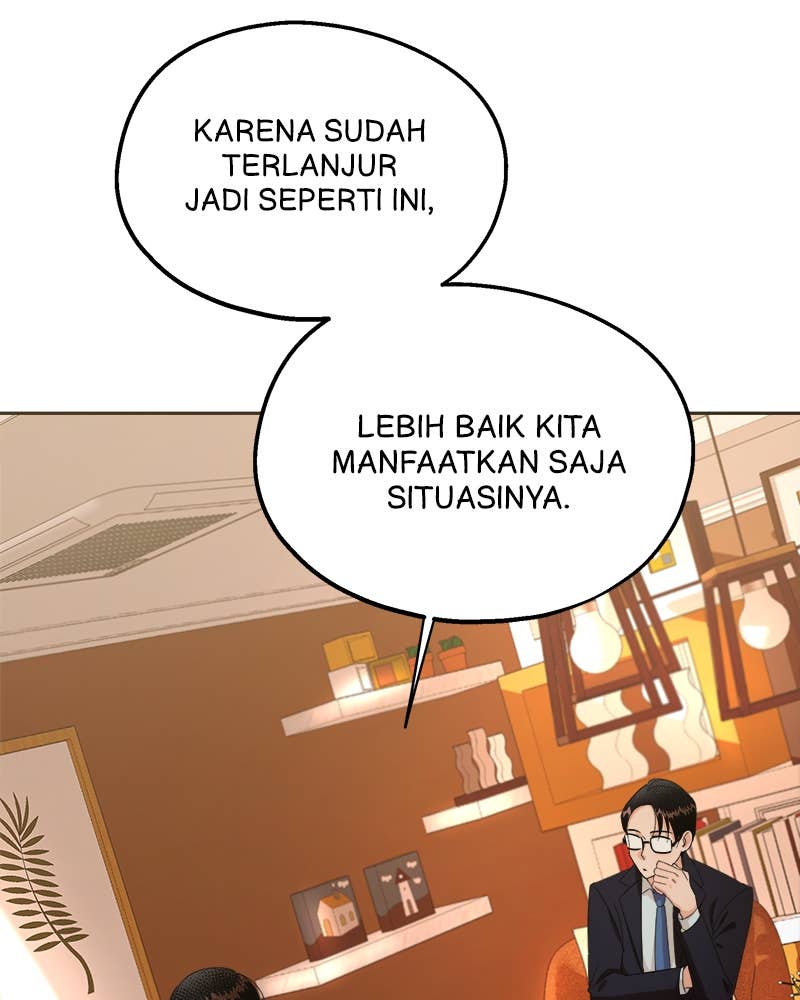 KARENA SUDAH
TERLANJUR
JADI SEPERTI INI,
LEBIH BAIK KITA
MANFAATKAN SAJA
SITUASINYA.